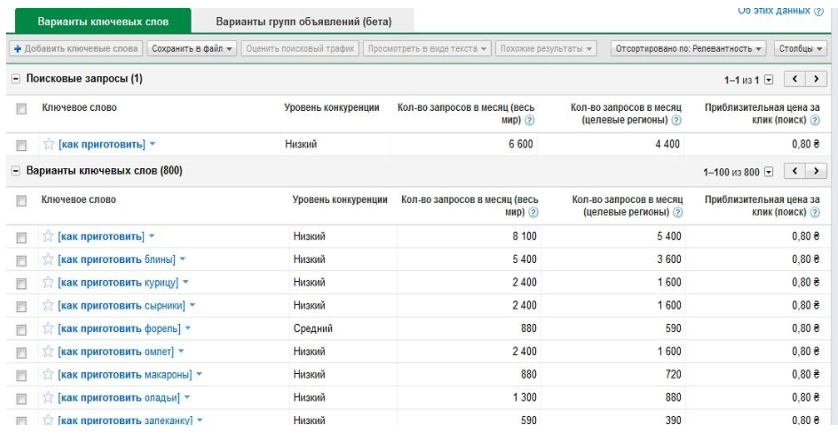 Об этих данных
Варианты ключевых слов Варианты групп объявлений (бета)
Добавить ключевые слова Сохранить в файл Оценить поисковый трафик Просмотреть в виде текста Похожие результаты Отсортировано по: Релевантность Столбцы
Поисковые запросы (1) 1–1 из 1
Ключевое слово Уровень конкуренции Кол-во запросов в месяц (весь мир) Кол-во запросов в месяц (целевые регионы) Приблизительная цена за клик (поиск)
[как приготовить] Низкий 6 600 4 400 0,80 ₴
Варианты ключевых слов (800) 1–100 из 800
Ключевое слово Уровень конкуренции Кол-во запросов в месяц (весь мир) Кол-во запросов в месяц (целевые регионы) Приблизительная цена за клик (поиск)
[как приготовить] Низкий 8 100 5 400 0,80 ₴
[как приготовить блины] Низкий 5 400 3 600 0,80 ₴
[как приготовить курицу] Низкий 2 400 1 600 0,80 ₴
[как приготовить сырники] Низкий 2 400 1 600 0,80 ₴
[как приготовить форель] Средний 880 590 0,80 ₴
[как приготовить омлет] Низкий 2 400 1 600 0,80 ₴
[как приготовить макароны] Низкий 880 720 0,80 ₴
[как приготовить оладьи] Низкий 1 300 880 0,80 ₴
[как приготовить запеканку] Низкий 590 390 0,80 ₴